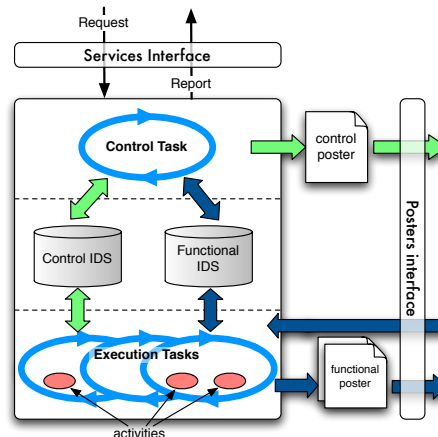 Request
Services Interface
Report
Control Task
control
poster
Control IDS
Functional
IDS
Posters interface
Execution Tasks
functional
poster
activities